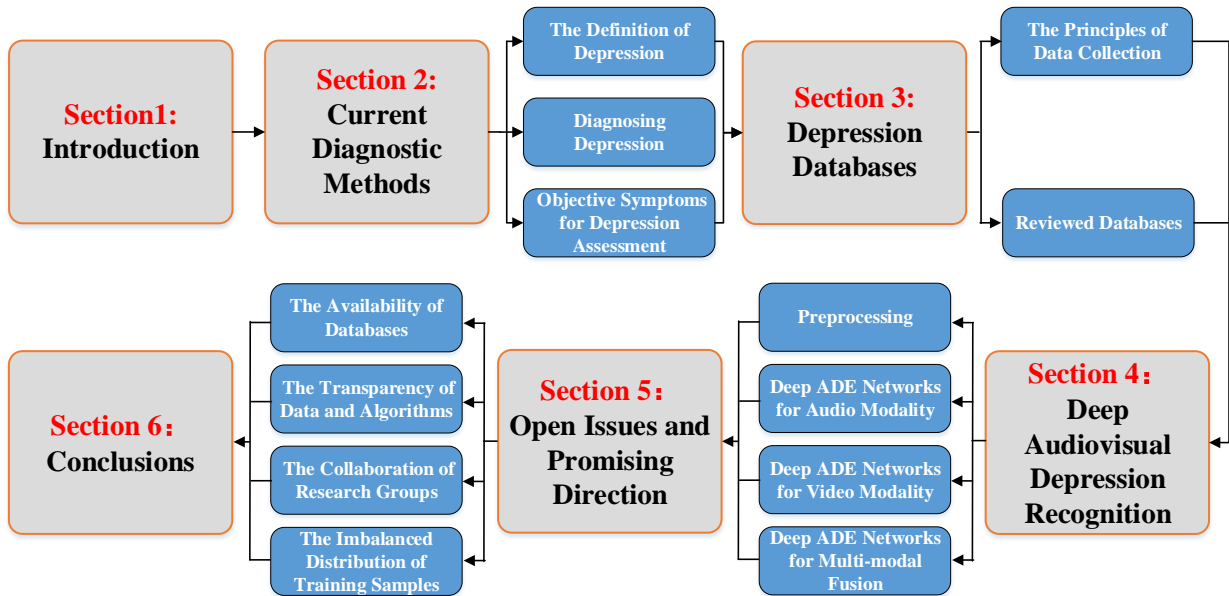 Section1:
Introduction
Section 2:
Current
Diagnostic
Methods
The Definition of
Depression
Diagnosing
Depression
Objective Symptoms
for Depression
Assessment
Section 3:
Depression
Databases
The Principles of
Data Collection
Reviewed Databases
Section 4：
Deep
Audiovisual
Depression
Recognition
Preprocessing
Deep ADE Networks
for Audio Modality
Deep ADE Networks
for Video Modality
Deep ADE Networks
for Multi-modal
Fusion
Section 5：
Open Issues and
Promising
Direction
The Availability of
Databases
The Transparency of
Data and Algorithms
The Collaboration of
Research Groups
The Imbalanced
Distribution of
Training Samples
Section 6：
Conclusions